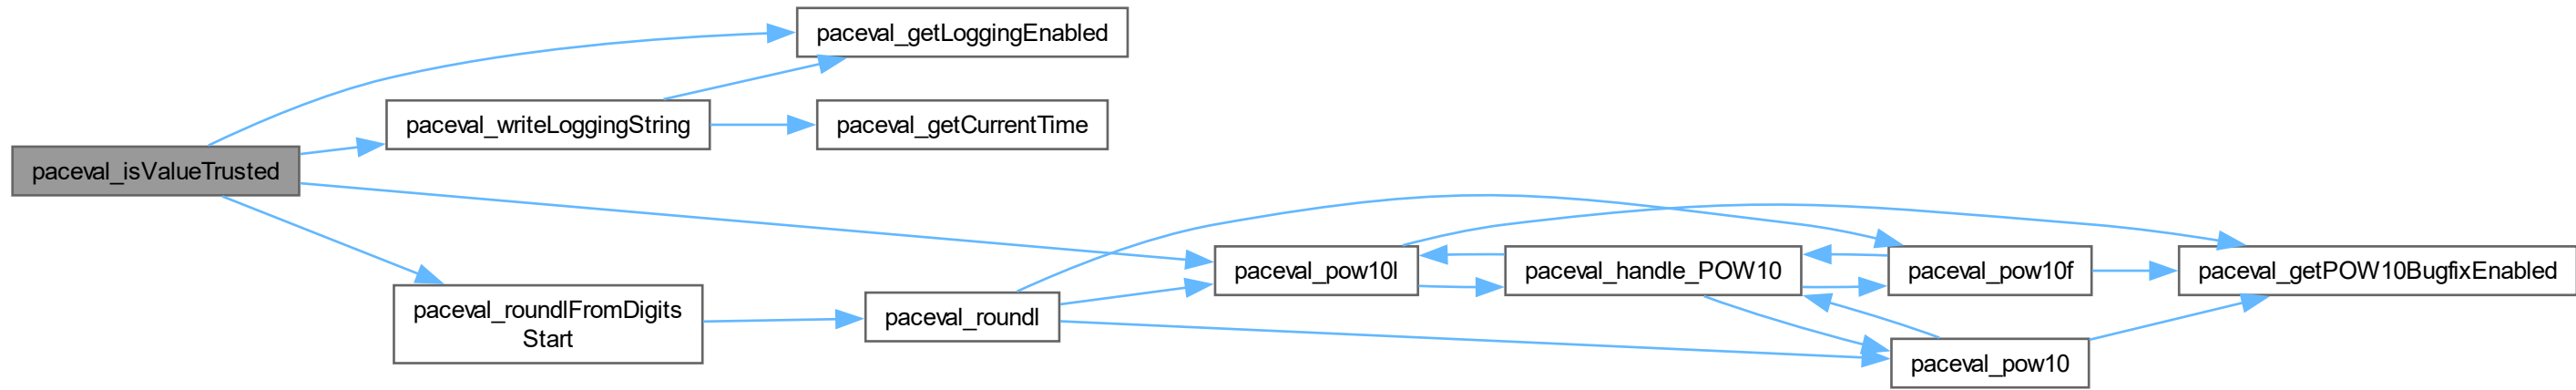 paceval_getLoggingEnabled
paceval_writeLoggingString
paceval_getCurrentTime
paceval_isValueTrusted
paceval_pow10l
paceval_handle_POW10
paceval_pow10f
paceval_getPOW10BugfixEnabled
paceval_roundlFromDigits
Start
paceval_roundl
paceval_pow10